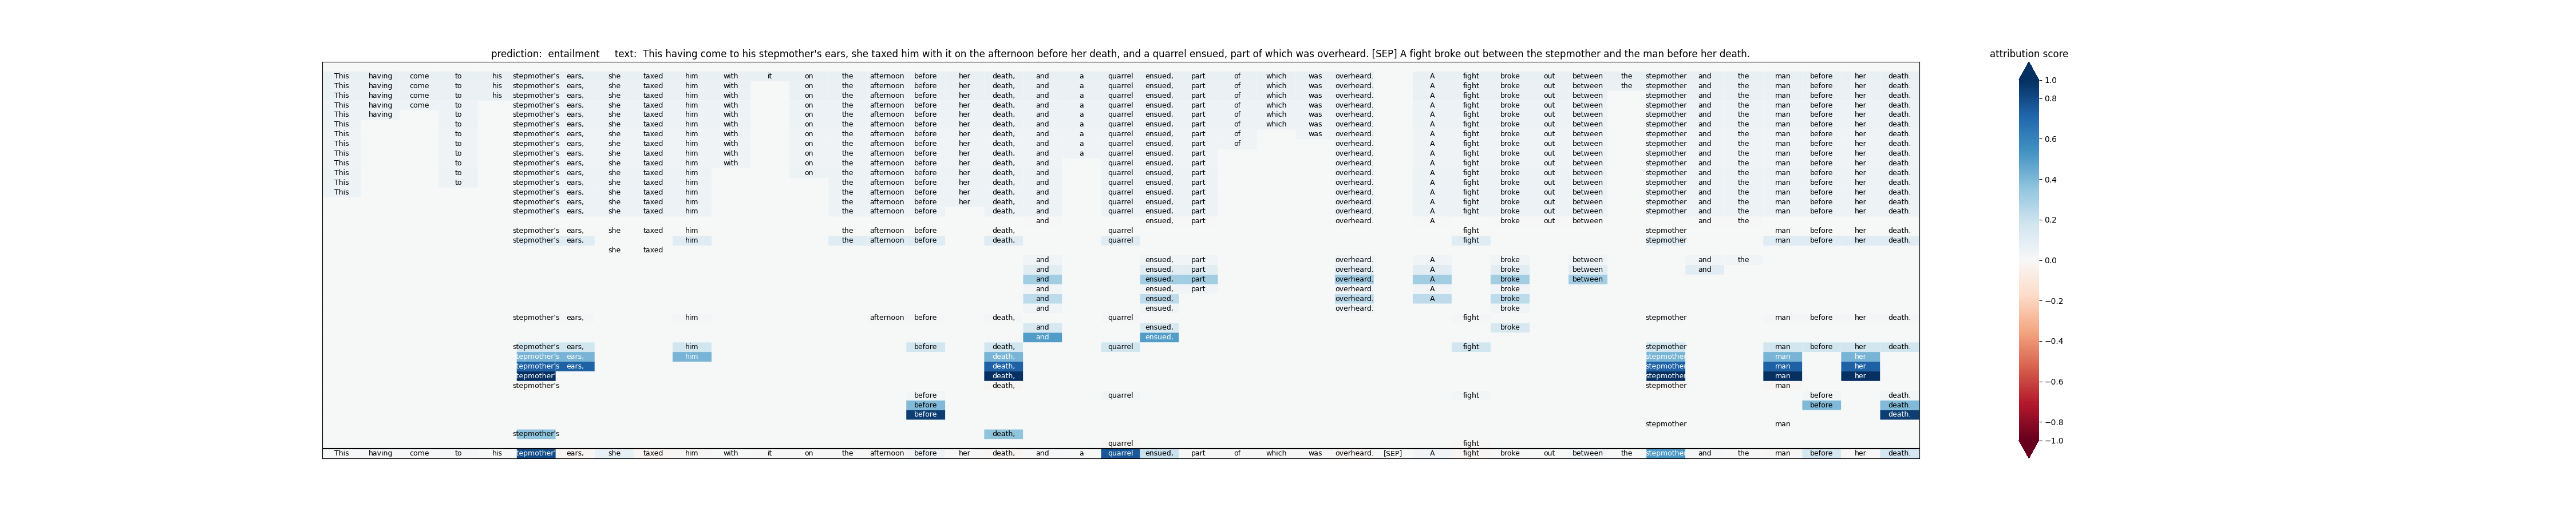 prediction: entailment text: This having come to his stepmother's ears, she taxed him with it on the afternoon before her death, and a quarrel ensued, part of which was overheard. [SEP] A fight broke out between the stepmother and the man before her death.
attribution score
This having come to his stepmother's ears, she taxed him with it on the afternoon before her death, and a quarrel ensued, part of which was overheard. A fight broke out between the stepmother and the man before her death.
This having come to his stepmother's ears, she taxed him with on the afternoon before her death, and a quarrel ensued, part of which was overheard. A fight broke out between the stepmother and the man before her death.
This having come to his stepmother's ears, she taxed him with on the afternoon before her death, and a quarrel ensued, part of which was overheard. A fight broke out between stepmother and the man before her death.
This having come to stepmother's ears, she taxed him with on the afternoon before her death, and a quarrel ensued, part of which was overheard. A fight broke out between stepmother and the man before her death.
This having to stepmother's ears, she taxed him with on the afternoon before her death, and a quarrel ensued, part of which was overheard. A fight broke out between stepmother and the man before her death.
This to stepmother's ears, she taxed him with on the afternoon before her death, and a quarrel ensued, part of which was overheard. A fight broke out between stepmother and the man before her death.
This to stepmother's ears, she taxed him with on the afternoon before her death, and a quarrel ensued, part of was overheard. A fight broke out between stepmother and the man before her death.
This to stepmother's ears, she taxed him with on the afternoon before her death, and a quarrel ensued, part of overheard. A fight broke out between stepmother and the man before her death.
This to stepmother's ears, she taxed him with on the afternoon before her death, and a quarrel ensued, part overheard. A fight broke out between stepmother and the man before her death.
This to stepmother's ears, she taxed him with on the afternoon before her death, and quarrel ensued, part overheard. A fight broke out between stepmother and the man before her death.
This to stepmother's ears, she taxed him on the afternoon before her death, and quarrel ensued, part overheard. A fight broke out between stepmother and the man before her death.
This to stepmother's ears, she taxed him the afternoon before her death, and quarrel ensued, part overheard. A fight broke out between stepmother and the man before her death.
This stepmother's ears, she taxed him the afternoon before her death, and quarrel ensued, part overheard. A fight broke out between stepmother and the man before her death.
stepmother's ears, she taxed him the afternoon before her death, and quarrel ensued, part overheard. A fight broke out between stepmother and the man before her death.
stepmother's ears, she taxed him the afternoon before death, and quarrel ensued, part overheard. A fight broke out between stepmother and the man before her death.
and ensued, part overheard. A broke out between and the
stepmother's ears, she taxed him the afternoon before death, quarrel fight stepmother man before her death.
stepmother's ears, him the afternoon before death, quarrel fight stepmother man before her death.
she taxed
and ensued, part overheard. A broke between and the
and ensued, part overheard. A broke between and
and ensued, part overheard. A broke between
and ensued, part overheard. A broke
and ensued, overheard. A broke
and ensued, overheard. broke
stepmother's ears, him afternoon before death, quarrel fight stepmother man before her death.
and ensued, broke
and ensued,
stepmother's ears, him before death, quarrel fight stepmother man before her death.
stepmother's ears, him death, stepmother man her
stepmother's ears, death, stepmother man her
stepmother' death, stepmother man her
stepmother's death, stepmother man
before quarrel fight before death.
before before death.
before death.
stepmother man
stepmother's death,
quarrel fight
This having come to his tepmother' ears, she taxed him with it on the afternoon before her death, and a quarrel ensued, part of which was overheard. [SEP] A fight broke out between the stepmother and the man before her death.
1.0
0.8
0.6
0.4
0.2
0.0
−0.2
−0.4
−0.6
−0.8
−1.0